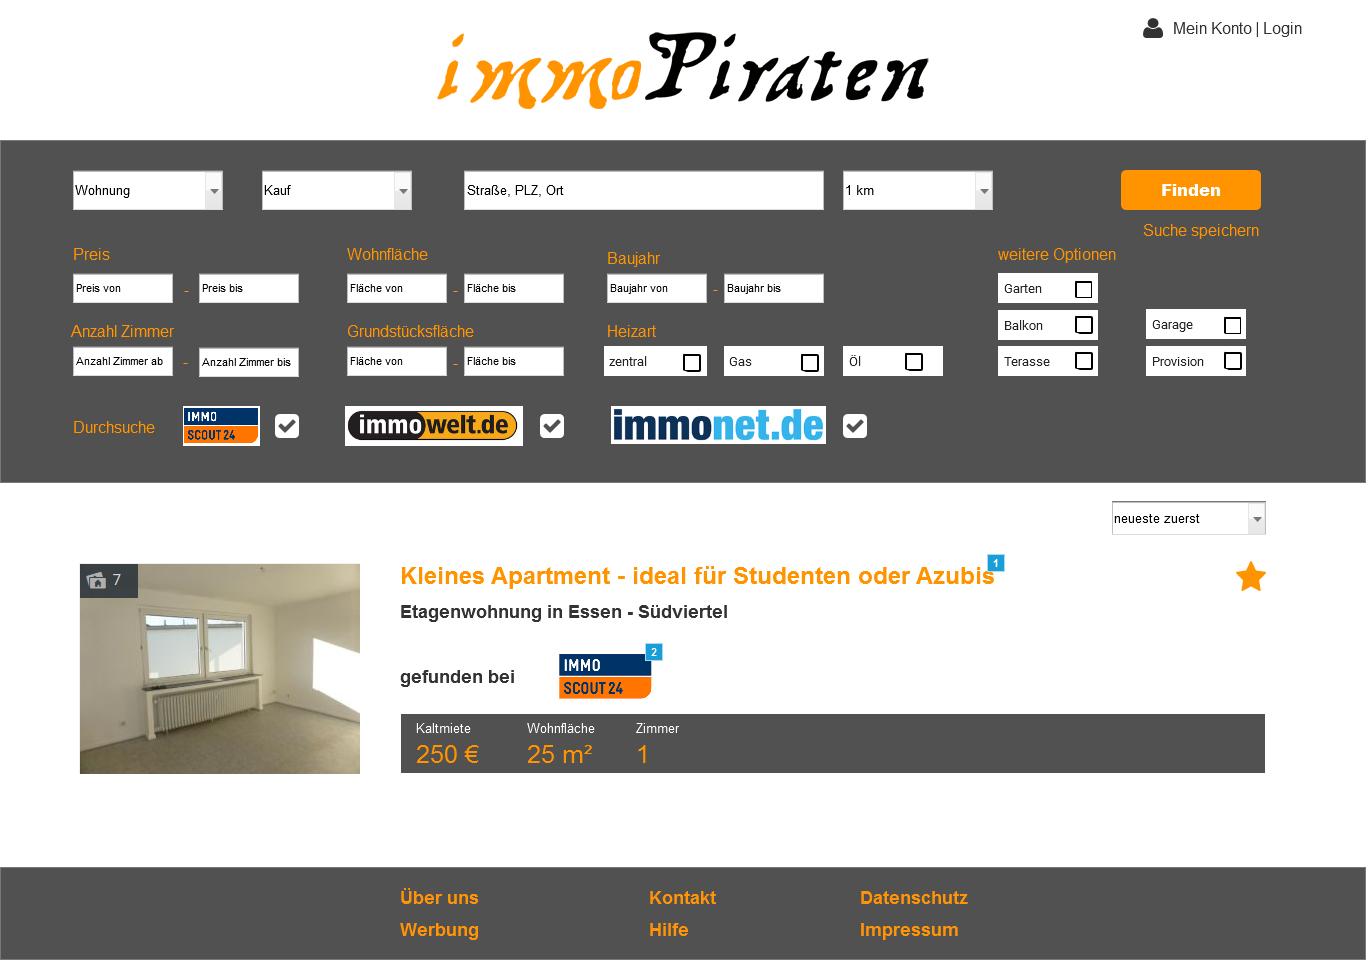 Mein Konto | Login
immoPiraten
Wohnung
Kauf
Straße, PLZ, Ort
1 km
Finden
Suche speichern
Preis
Wohnfläche
Baujahr
weitere Optionen
Preis von - Preis bis
Fläche von - Fläche bis
Baujahr von - Baujahr bis
Garten
Balkon
Garage
Anzahl Zimmer
Grundstücksfläche
Heizart
Anzahl Zimmer ab - Anzahl Zimmer bis
Fläche von - Fläche bis
zentral
Gas
Öl
Terasse
Provision
Durchsuche
IMMO
SCOUT24
immowelt.de
immonet.de
neueste zuerst
7
Kleines Apartment - ideal für Studenten oder Azubis
1
Etagenwohnung in Essen - Südviertel
gefunden bei
IMMO
SCOUT24
2
Kaltmiete
Wohnfläche
Zimmer
250 €
25 m²
1
Über uns
Kontakt
Datenschutz
Werbung
Hilfe
Impressum